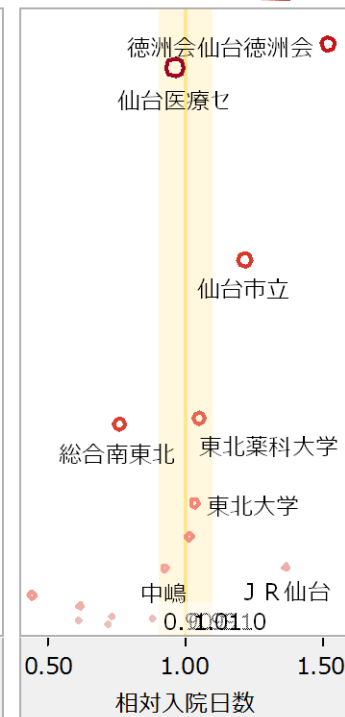 徳洲会仙台徳洲会
仙台医療セ
仙台市立
総合南東北
東北薬科大学
東北大学
中嶋
ＪＲ仙台
0.50
1.00
1.50
相対入院日数